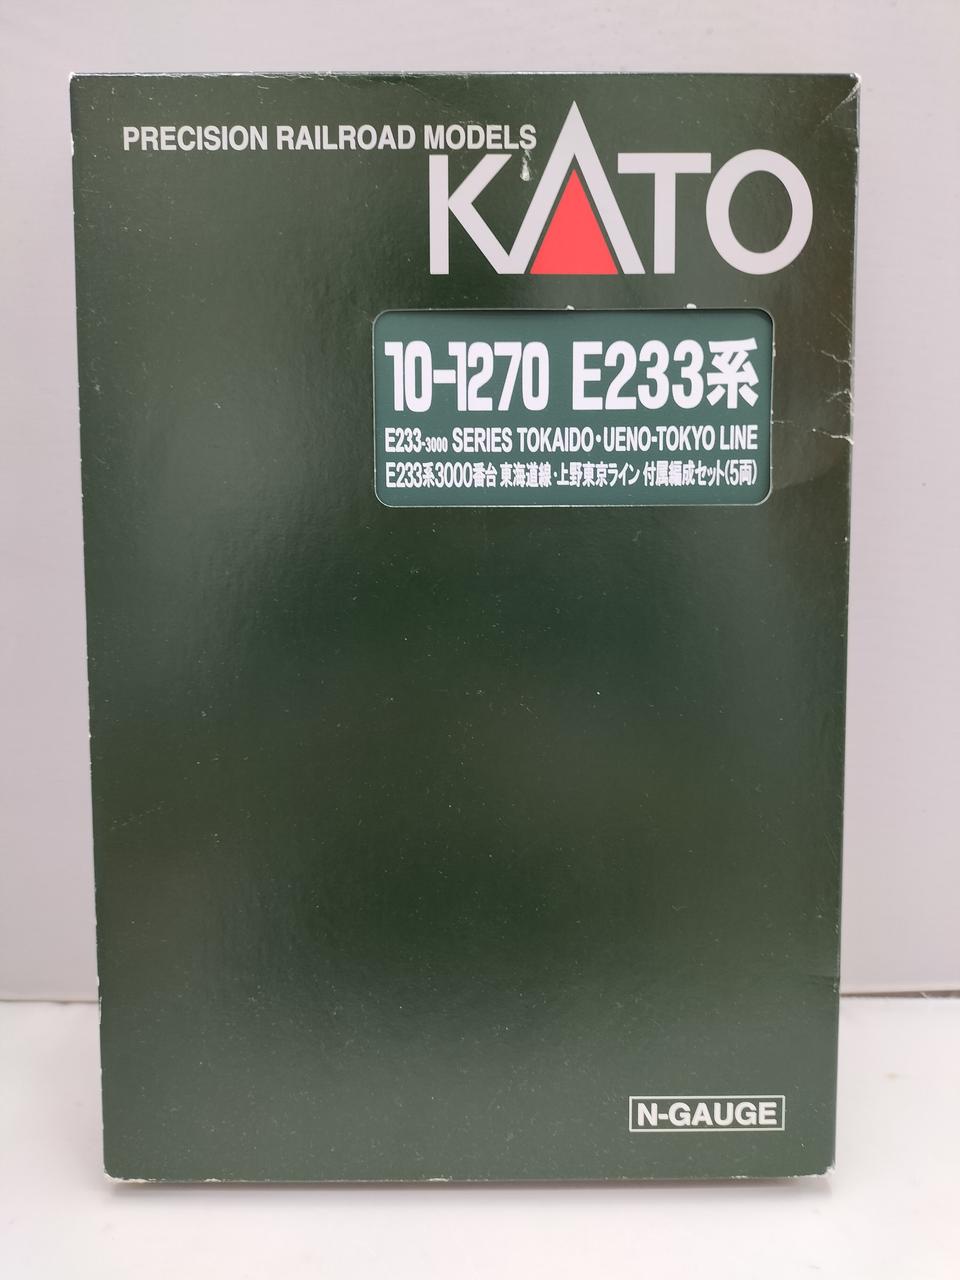 PRECISION RAILROAD MODELS
KATO
10-1270 E233系
E233-3000 SERIES TOKAIDO・UENO-TOKYO LINE
E233系3000番台 東海道線・上野東京ライン 付属編成セット(5両)
N-GAUGE